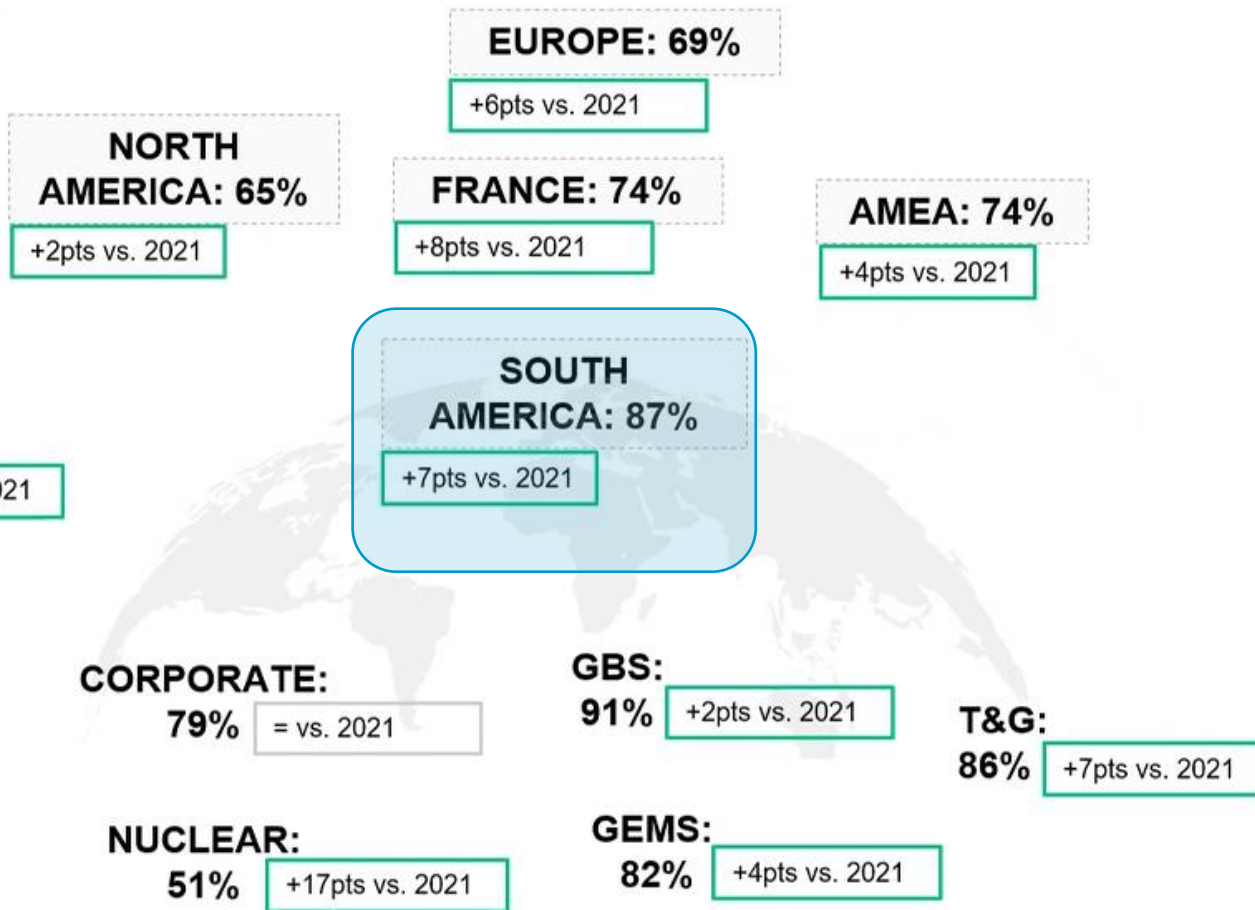 EUROPE: 69%
+6pts vs. 2021
NORTH
AMERICA: 65%
+2pts vs. 2021
FRANCE: 74%
+8pts vs. 2021
AMEA: 74%
+4pts vs. 2021
SOUTH
AMERICA: 87%
+7pts vs. 2021
21
CORPORATE:
79%
= vs. 2021
GBS:
91%
+2pts vs. 2021
T&G:
86%
+7pts vs. 2021
NUCLEAR:
51%
+17pts vs. 2021
GEMS:
82%
+4pts vs. 2021